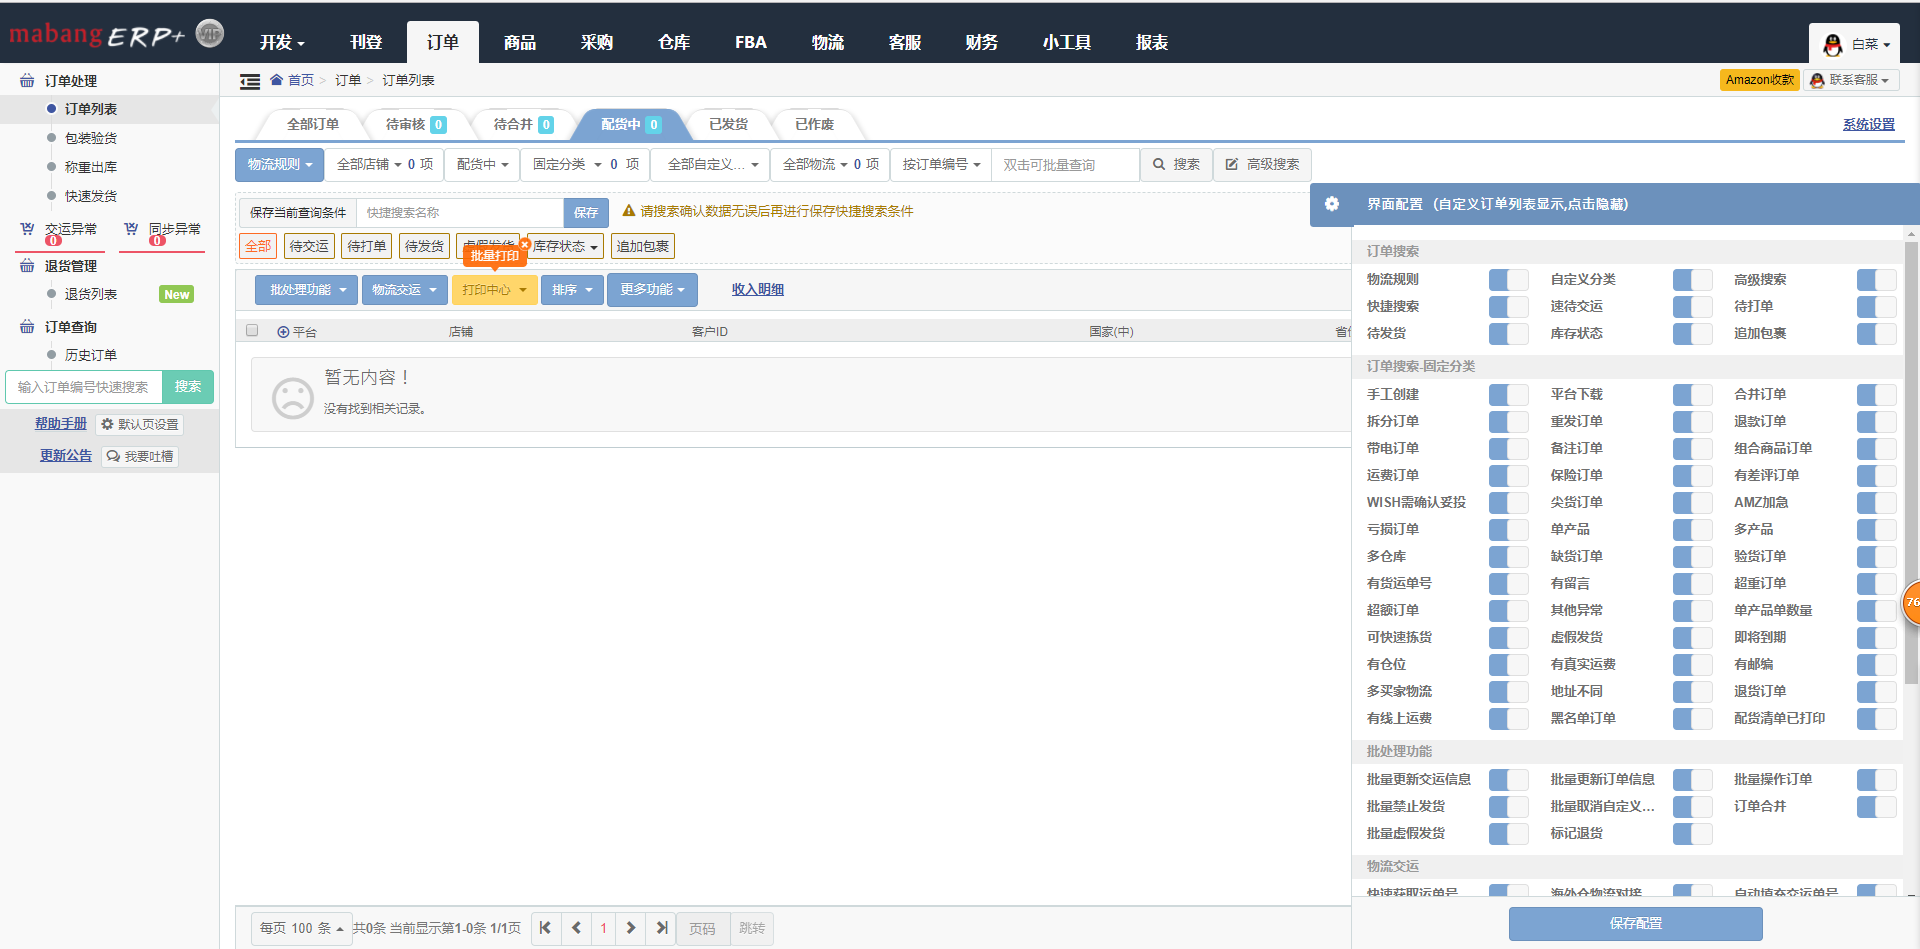 mabang ERP+ VIP
开发 刊登 订单 商品 采购 仓库 FBA 物流 客服 财务 小工具 报表
白菜
订单处理
订单列表
包装验货
称重出库
快速发货
交运异常 0 同步异常 0
退货管理
退货列表 New
订单查询
历史订单
输入订单编号快速搜索 搜索
帮助手册 默认页设置
更新公告 我要吐槽
首页 > 订单 > 订单列表
Amazon收款 联系客服
全部订单 待审核 0 待合并 0 配货中 0 已发货 已作废
系统设置
物流规则 全部店铺 0 项 配货中 固定分类 0 项 全部自定义... 全部物流 0 项 按订单编号 双击可批量查询 搜索 高级搜索
保存当前查询条件 快捷搜索名称 保存 请搜索确认数据无误后再进行保存快捷搜索条件
全部 待交运 待打单 待发货 虚假发货 库存状态 追加包裹
批量打印
批处理功能 物流交运 打印中心 排序 更多功能 收入明细
平台 店铺 客户ID 国家(中)
暂无内容！
没有找到相关记录。
每页 100 条 共0条 当前显示第1-0条 1/1页 1 页码 跳转
界面配置 (自定义订单列表显示,点击隐藏)
订单搜索
物流规则 自定义分类 高级搜索
快捷搜索 速待交运 待打单
待发货 库存状态 追加包裹
订单搜索-固定分类
手工创建 平台下载 合并订单
拆分订单 重发订单 退款订单
带电订单 备注订单 组合商品订单
运费订单 保险订单 有差评订单
WISH需确认妥投 尖货订单 AMZ加急
亏损订单 单产品 多产品
多仓库 缺货订单 验货订单
有货运单号 有留言 超重订单
超额订单 其他异常 单产品单数量
可快速拣货 虚假发货 即将到期
有仓位 有真实运费 有邮编
多买家物流 地址不同 退货订单
有线上运费 黑名单订单 配货清单已打印
批处理功能
批量更新交运信息 批量更新订单信息 批量操作订单
批量禁止发货 批量取消自定义... 订单合并
批量虚假发货 标记退货
物流交运
快速获取运单号 海外仓物流对接 自动填充交运单号
保存配置
76